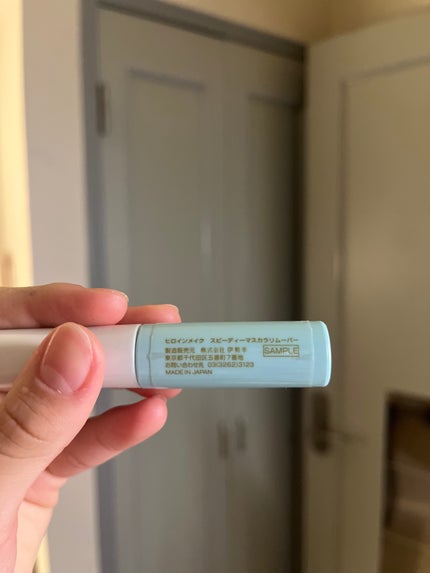 ヒロインメイク スピーディーマスカラリムーバー
製造販売元 株式会社 伊勢半
SAMPLE
東京都千代田区五番町7番地
お問い合わせ先 03(3262)3123
MADE IN JAPAN